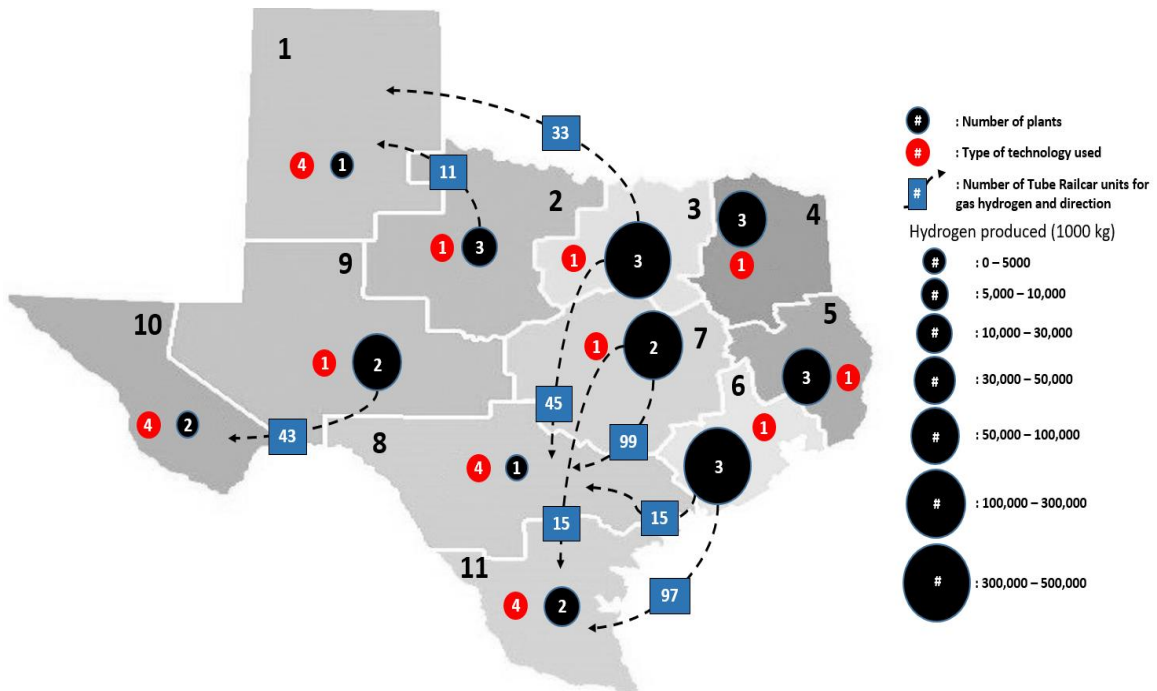 1
33
4 1
11
2
3
4
3
1 3
1
3
1
9
10
1 2
1
2
7
5
3 1
6
1
4 2
43
45
99
8
4 1
3
15
15
11
4 2
97
# : Number of plants
# : Type of technology used
# : Number of Tube Railcar units for
gas hydrogen and direction
Hydrogen produced (1000 kg)
# : 0 – 5000
# : 5,000 – 10,000
# : 10,000 – 30,000
# : 30,000 – 50,000
# : 50,000 – 100,000
# : 100,000 – 300,000
# : 300,000 – 500,000